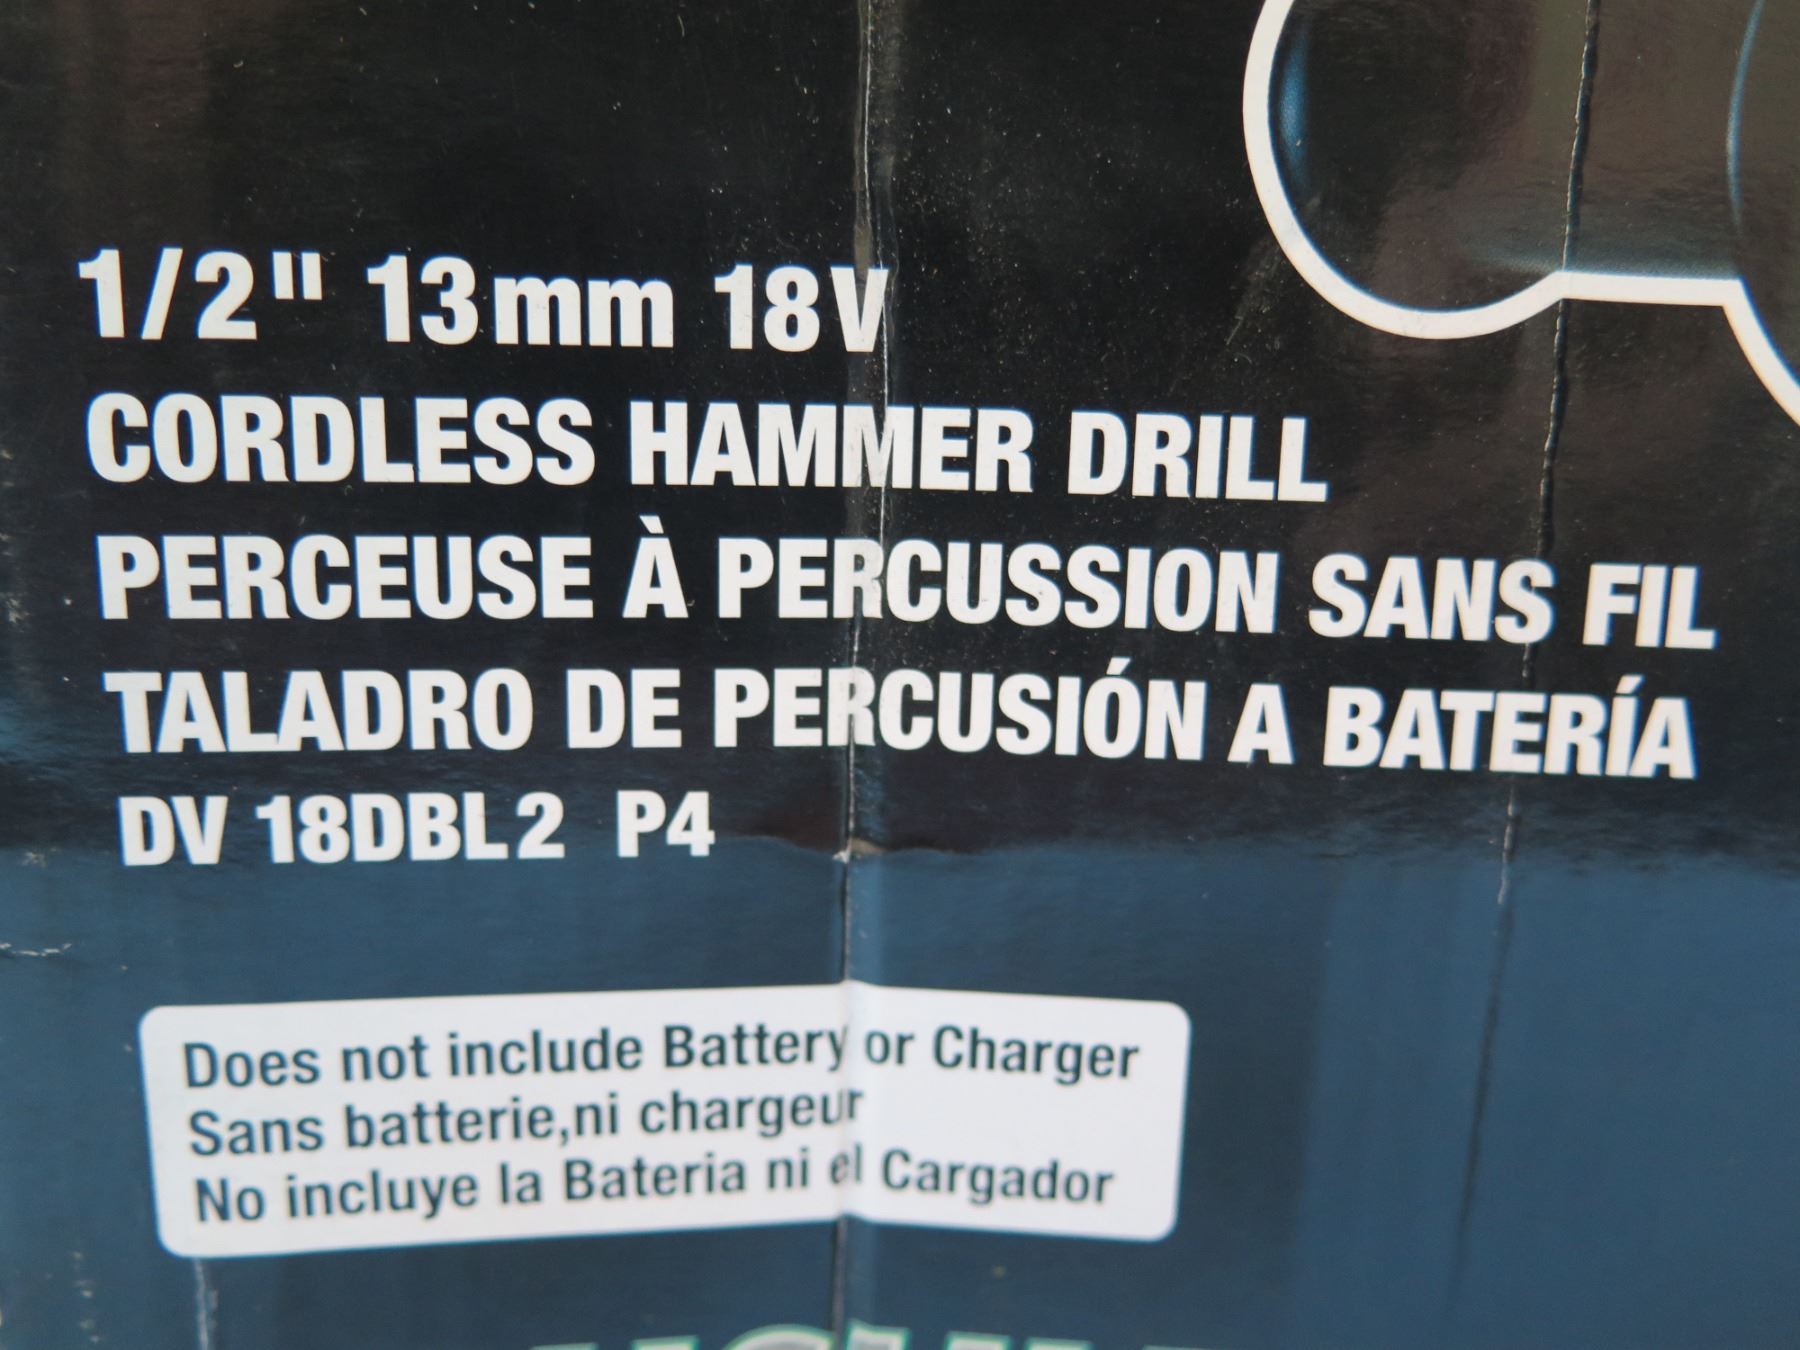 1/2" 13mm 18V
CORDLESS HAMMER DRILL
PERCEUSE À PERCUSSION SANS FIL
TALADRO DE PERCUSIÓN A BATERÍA
DV 18DBL2 P4
Does not include Battery or Charger
Sans batterie,ni chargeur
No incluye la Bateria ni el Cargador